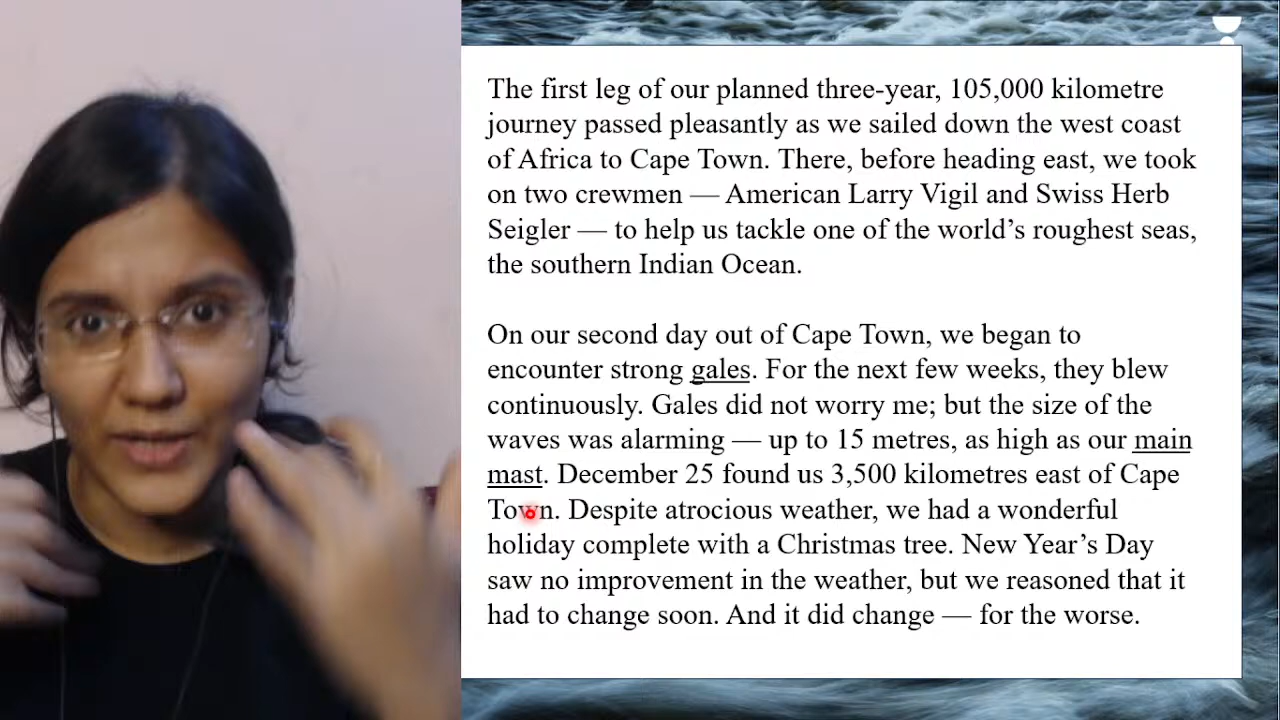 The first leg of our planned three-year, 105,000 kilometre
journey passed pleasantly as we sailed down the west coast
of Africa to Cape Town. There, before heading east, we took
on two crewmen — American Larry Vigil and Swiss Herb
Seigler — to help us tackle one of the world’s roughest seas,
the southern Indian Ocean.
On our second day out of Cape Town, we began to
encounter strong gales. For the next few weeks, they blew
continuously. Gales did not worry me; but the size of the
waves was alarming — up to 15 metres, as high as our main
mast. December 25 found us 3,500 kilometres east of Cape
Town. Despite atrocious weather, we had a wonderful
holiday complete with a Christmas tree. New Year’s Day
saw no improvement in the weather, but we reasoned that it
had to change soon. And it did change — for the worse.